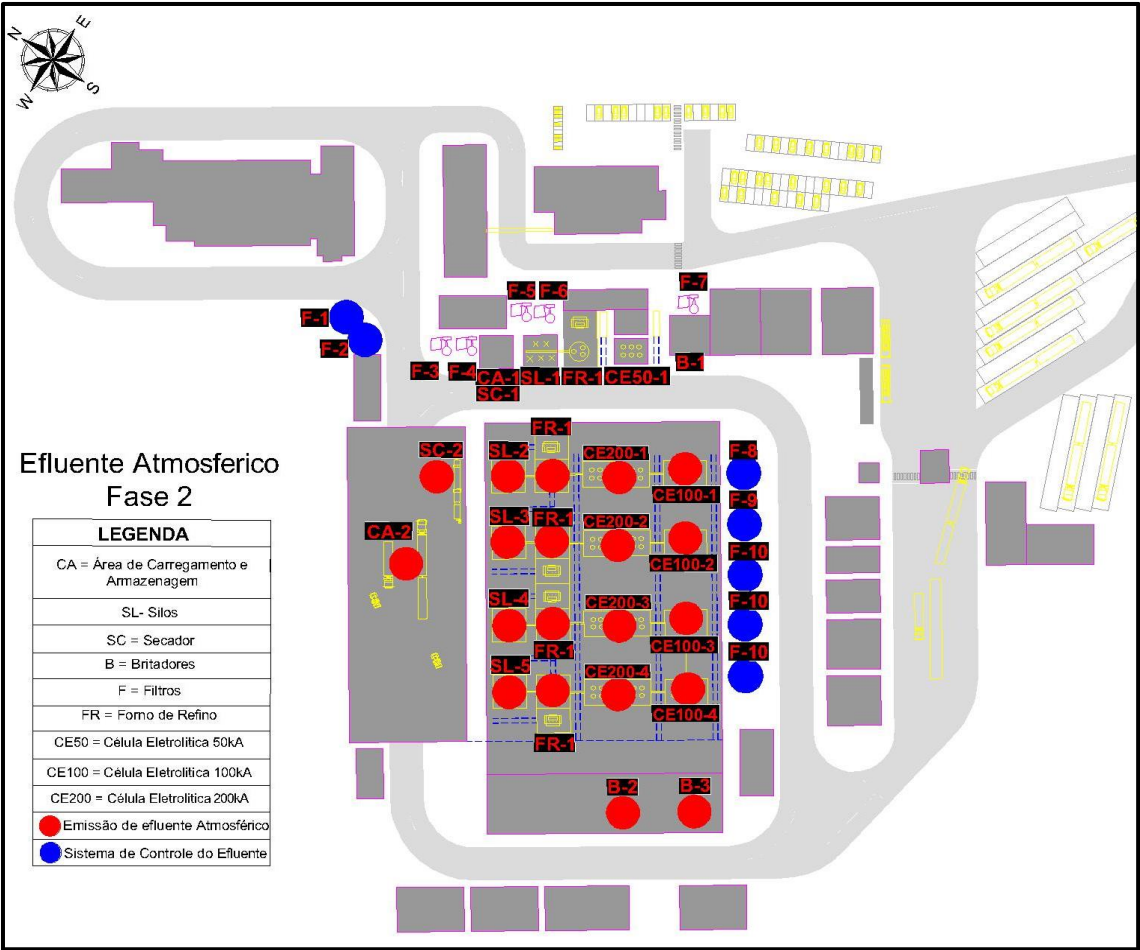 N
E
W
S
F-5 F-6
F-7
F-1
F-2
F-3 F-4 CA-1 SL-1 FR-1 CE50-1
B-1
SC-1
FR-1
SC-2 SL-2 CE200-1 F-8
CE100-1
Efluente Atmosferico
Fase 2
F-9
SL-3 FR-1 CE200-2
CA-2
F-10
CE100-2
SL-4 CE200-3 F-10
FR-1 CE100-3
F-10
SL-5 CE200-4
CE100-4
FR-1
B-2 B-3
LEGENDA
CA = Área de Carregamento e
Armazenagem
SL- Silos
SC = Secador
B = Britadores
F = Filtros
FR = Forno de Refino
CE50 = Célula Eletrolítica 50kA
CE100 = Célula Eletrolítica 100kA
CE200 = Célula Eletrolítica 200kA
Emissão de efluente Atmosférico
Sistema de Controle do Efluente